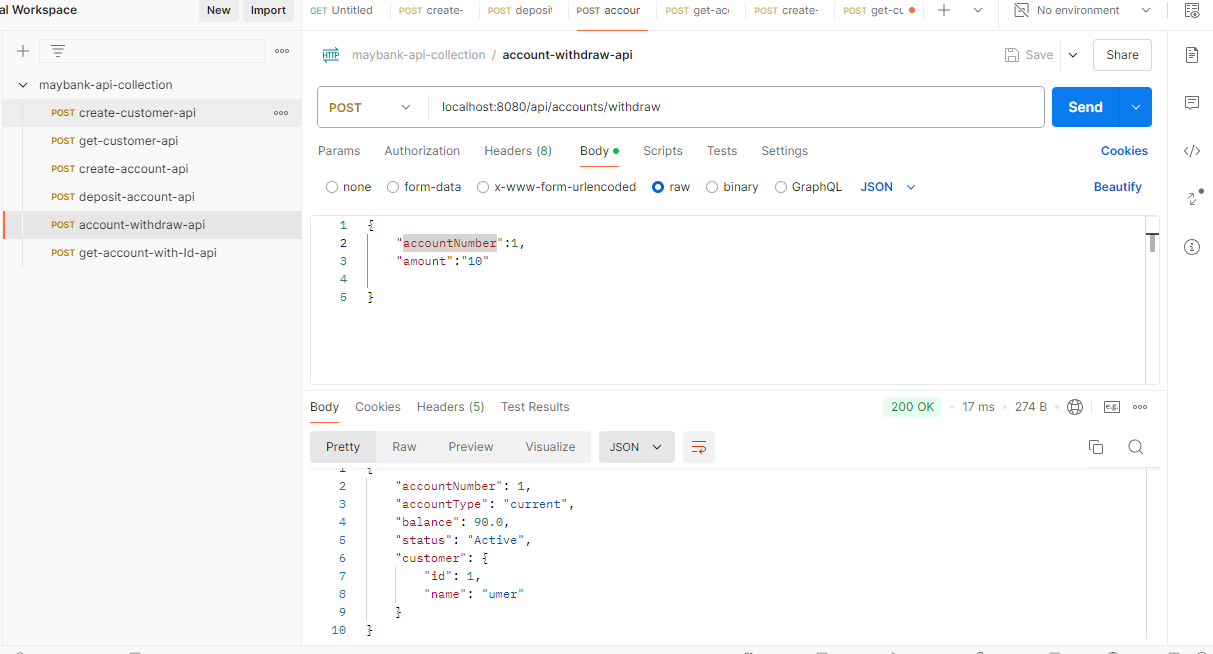 al Workspace
New
Import
GET Untitled
POST create-
POST deposit
POST accour
POST get-ac
POST create-
POST get-cu
No environment
maybank-api-collection / account-withdraw-api
Save
Share
maybank-api-collection
POST create-customer-api
POST get-customer-api
POST create-account-api
POST deposit-account-api
POST account-withdraw-api
POST get-account-with-Id-api
HTTP
POST
localhost:8080/api/accounts/withdraw
Send
Params
Authorization
Headers (8)
Body
Scripts
Tests
Settings
Cookies
none
form-data
x-www-form-urlencoded
raw
binary
GraphQL
JSON
Beautify
1 {
2 "accountNumber":1,
3 "amount":"10"
4
5 }
Body
Cookies
Headers (5)
Test Results
200 OK
17 ms
274 B
e.g.
Pretty
Raw
Preview
Visualize
JSON
1 {
2 "accountNumber": 1,
3 "accountType": "current",
4 "balance": 90.0,
5 "status": "Active",
6 "customer": {
7 "id": 1,
8 "name": "umer"
9 }
10 }